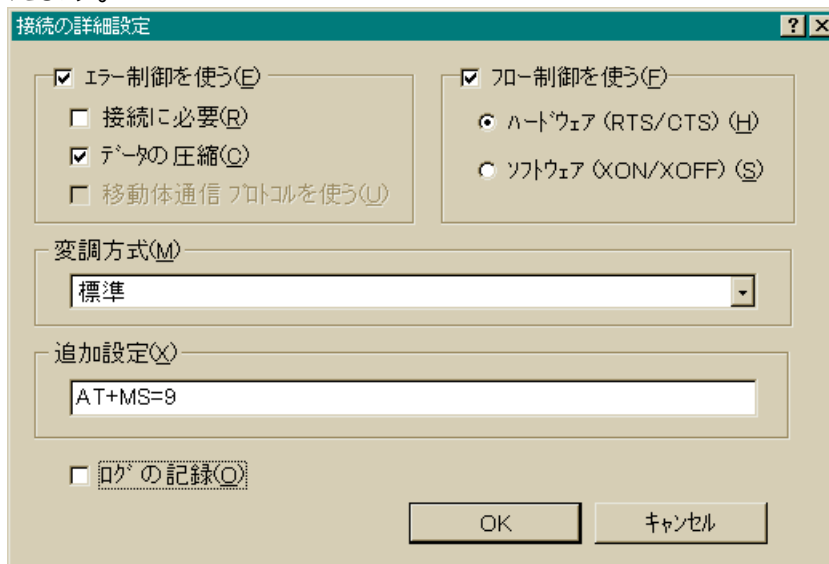 接続の詳細設定
エラー制御を使う(E)
接続に必要(R)
データの圧縮(C)
移動体通信 プロトコルを使う(U)
フロー制御を使う(F)
ハードウェア (RTS/CTS) (H)
ソフトウェア (XON/XOFF) (S)
変調方式(M)
標準
追加設定(X)
AT+MS=9
ログの記録(O)
OK キャンセル